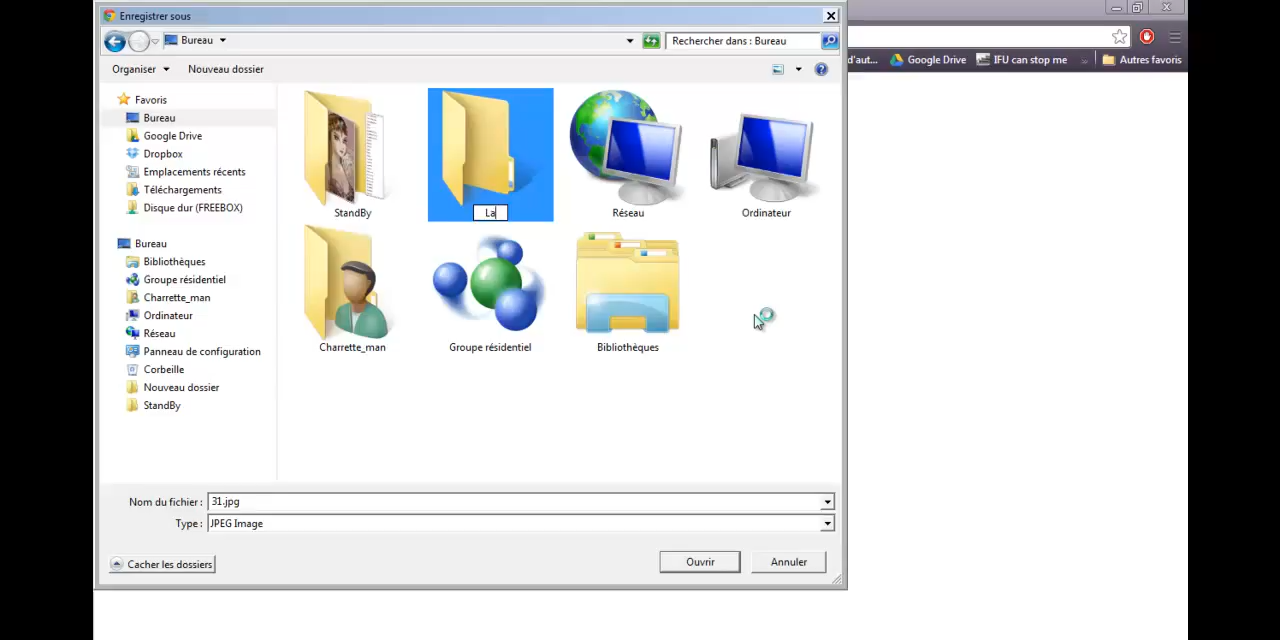 Enregistrer sous
Bureau
Rechercher dans : Bureau
d'aut...
Google Drive
IFU can stop me
»
Autres favoris
Organiser
Nouveau dossier
Favoris
Bureau
Google Drive
Dropbox
Emplacements récents
Téléchargements
Disque dur (FREEBOX)
Bureau
Bibliothèques
Groupe résidentiel
Charrette_man
Ordinateur
Réseau
Panneau de configuration
Corbeille
Nouveau dossier
StandBy
StandBy
La
Réseau
Ordinateur
Charrette_man
Groupe résidentiel
Bibliothèques
Nom du fichier : 31.jpg
Type : JPEG Image
Cacher les dossiers
Ouvrir
Annuler